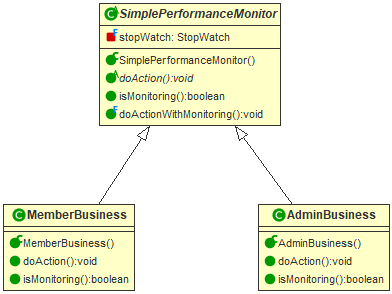 SimplePerformanceMonitor
stopWatch: StopWatch
SimplePerformanceMonitor()
doAction():void
isMonitoring():boolean
doActionWithMonitoring():void
MemberBusiness
MemberBusiness()
doAction():void
isMonitoring():boolean
AdminBusiness
AdminBusiness()
doAction():void
isMonitoring():boolean